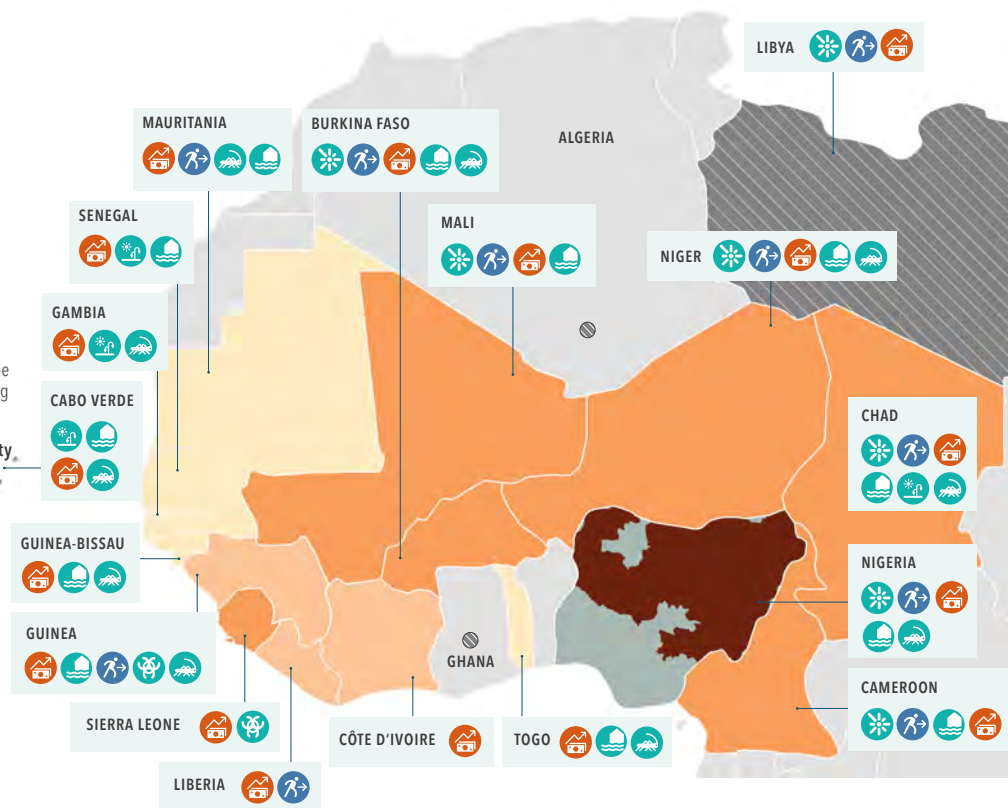 LIBYA
ALGERIA
MAURITANIA
BURKINA FASO
SENEGAL
MALI
NIGER
GAMBIA
CABO VERDE
ty
CHAD
GUINEA-BISSAU
NIGERIA
GUINEA
GHANA
CAMEROON
SIERRA LEONE
CÔTE D'IVOIRE
TOGO
LIBERIA